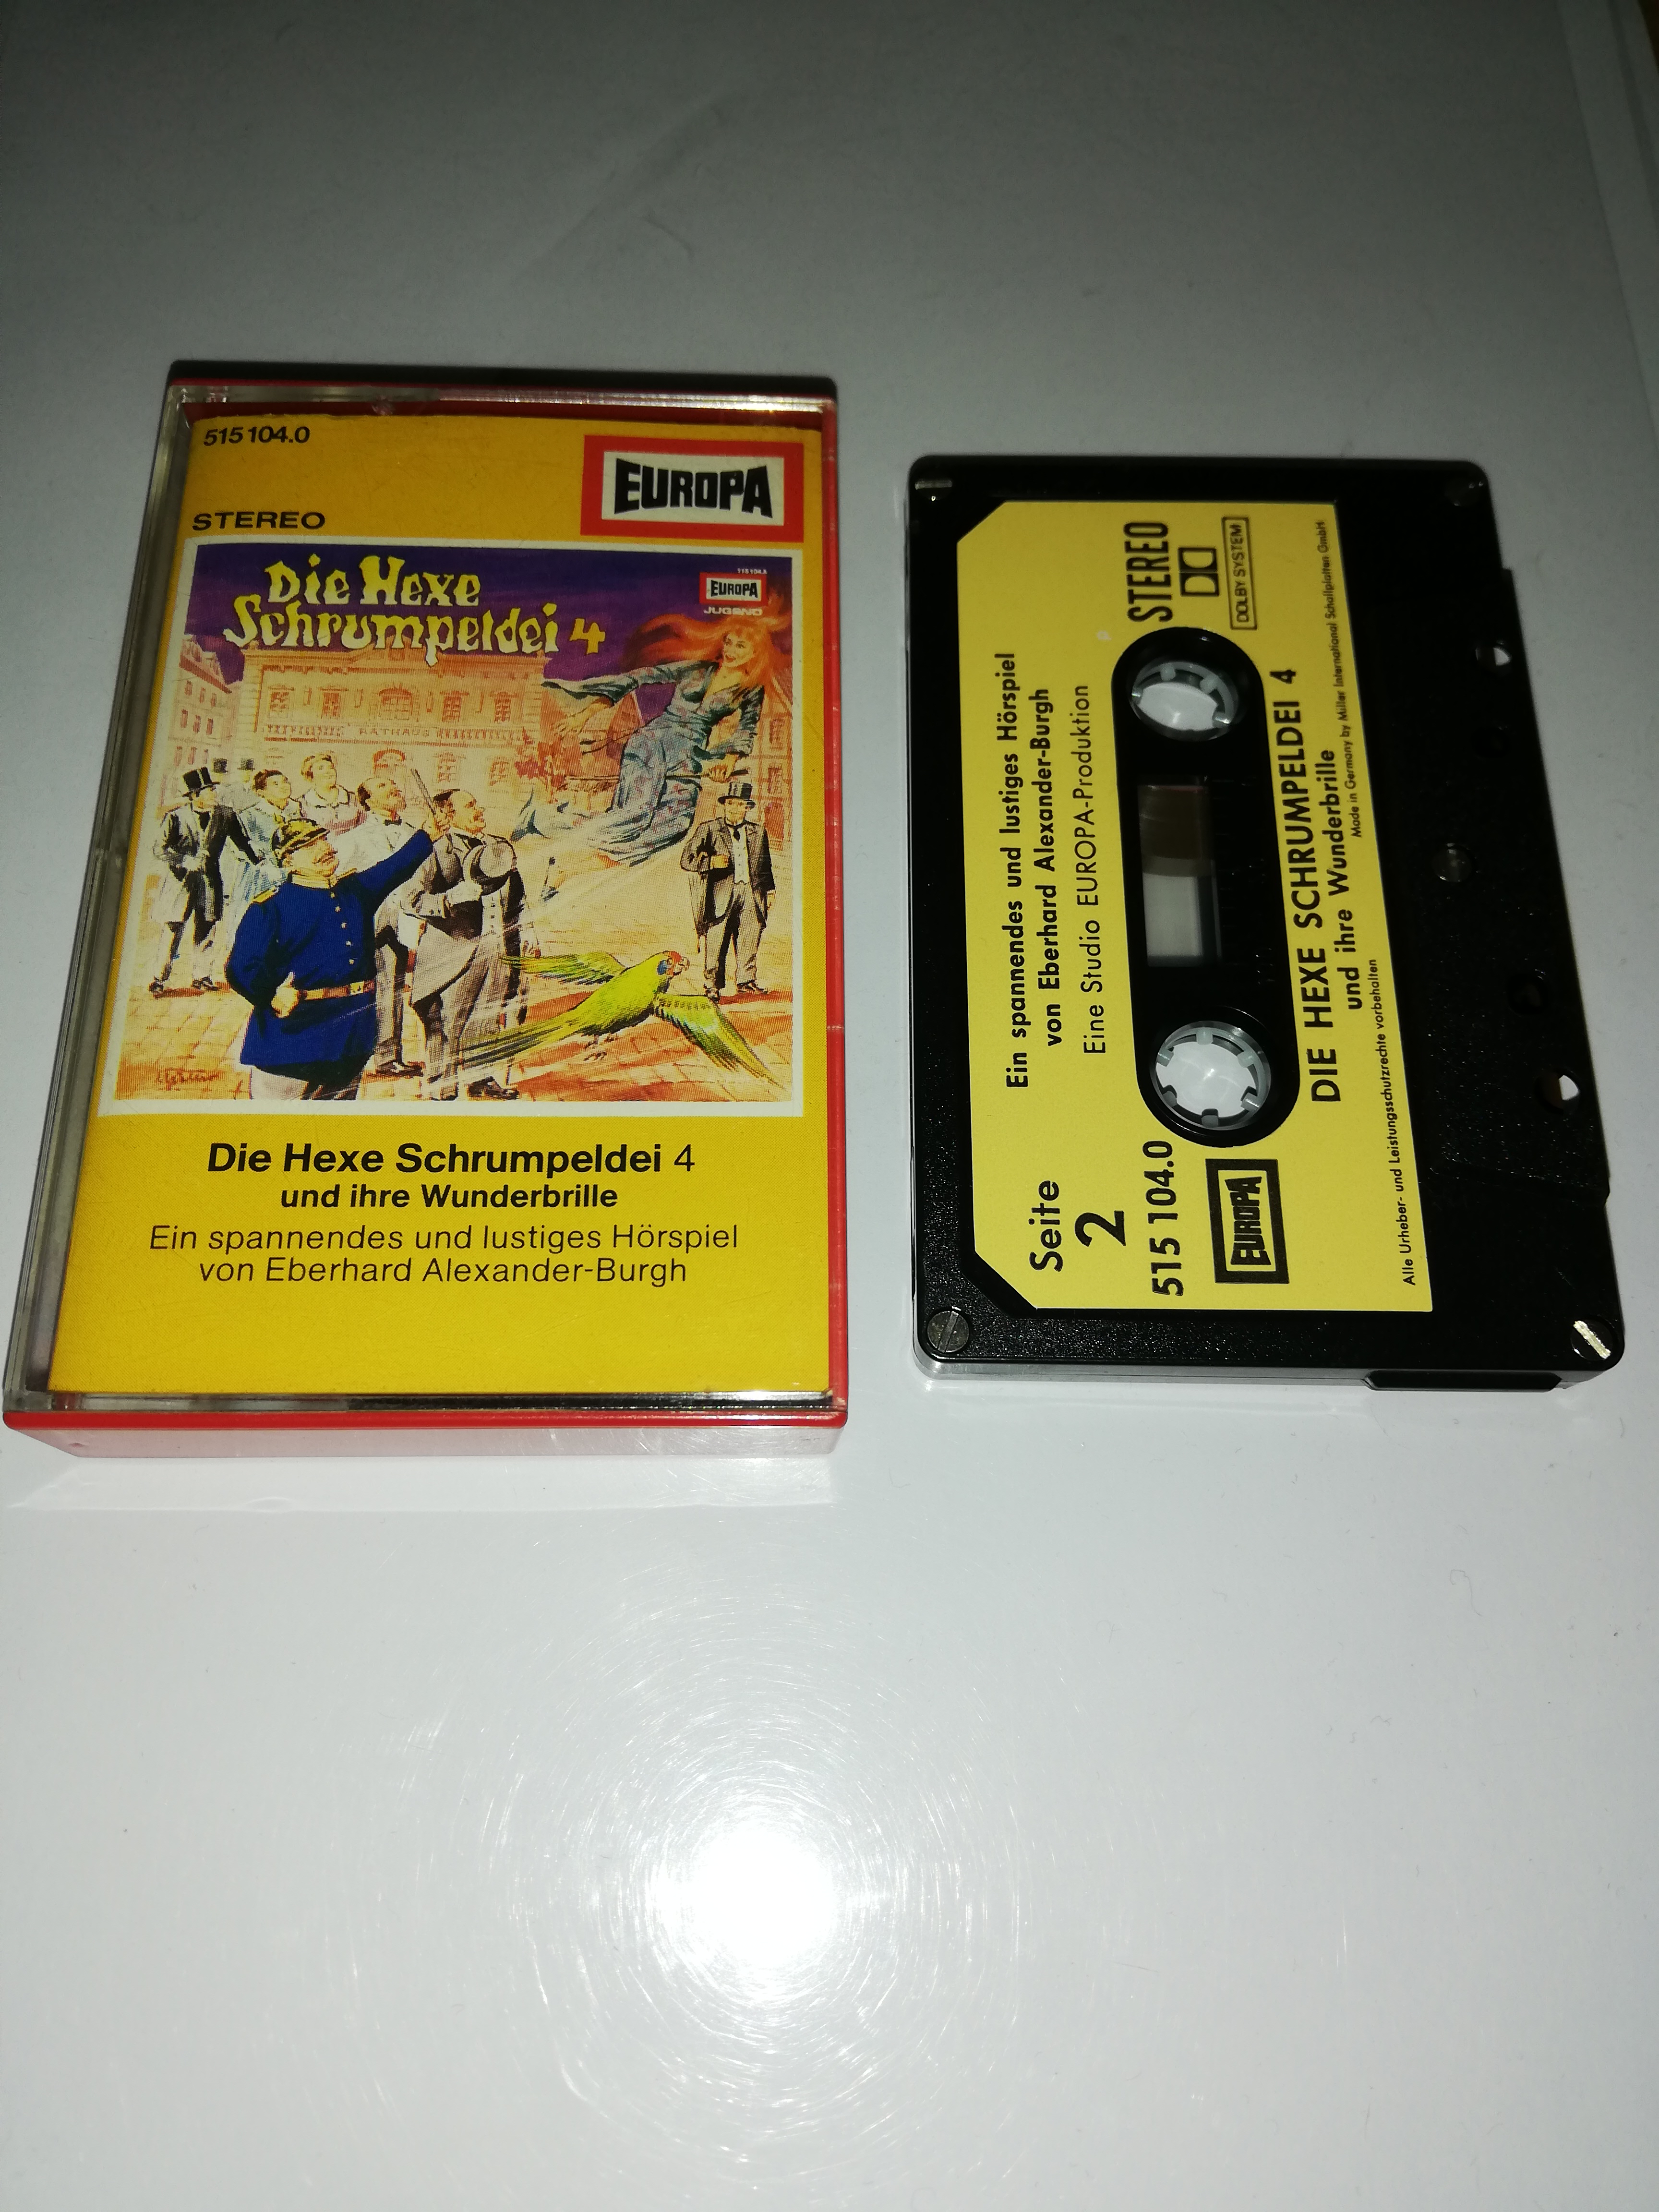 515 104.0
EUROPA
STEREO
Die Hexe
Schrumpeldei 4
115 104.5
EUROPA
JUGEND
RATHAUS
Die Hexe Schrumpeldei 4
und ihre Wunderbrille
Ein spannendes und lustiges Hörspiel
von Eberhard Alexander-Burgh
Ein spannendes und lustiges Hörspiel
von Eberhard Alexander-Burgh
Eine Studio EUROPA-Produktion
Seite
2
515 104.0
EUROPA
STEREO
DOLBY SYSTEM
DIE HEXE SCHRUMPELDEI 4
und ihre Wunderbrille
Made in Germany by Miller International Schallplatten GmbH
Alle Urheber- und Leistungsschutzrechte vorbehalten